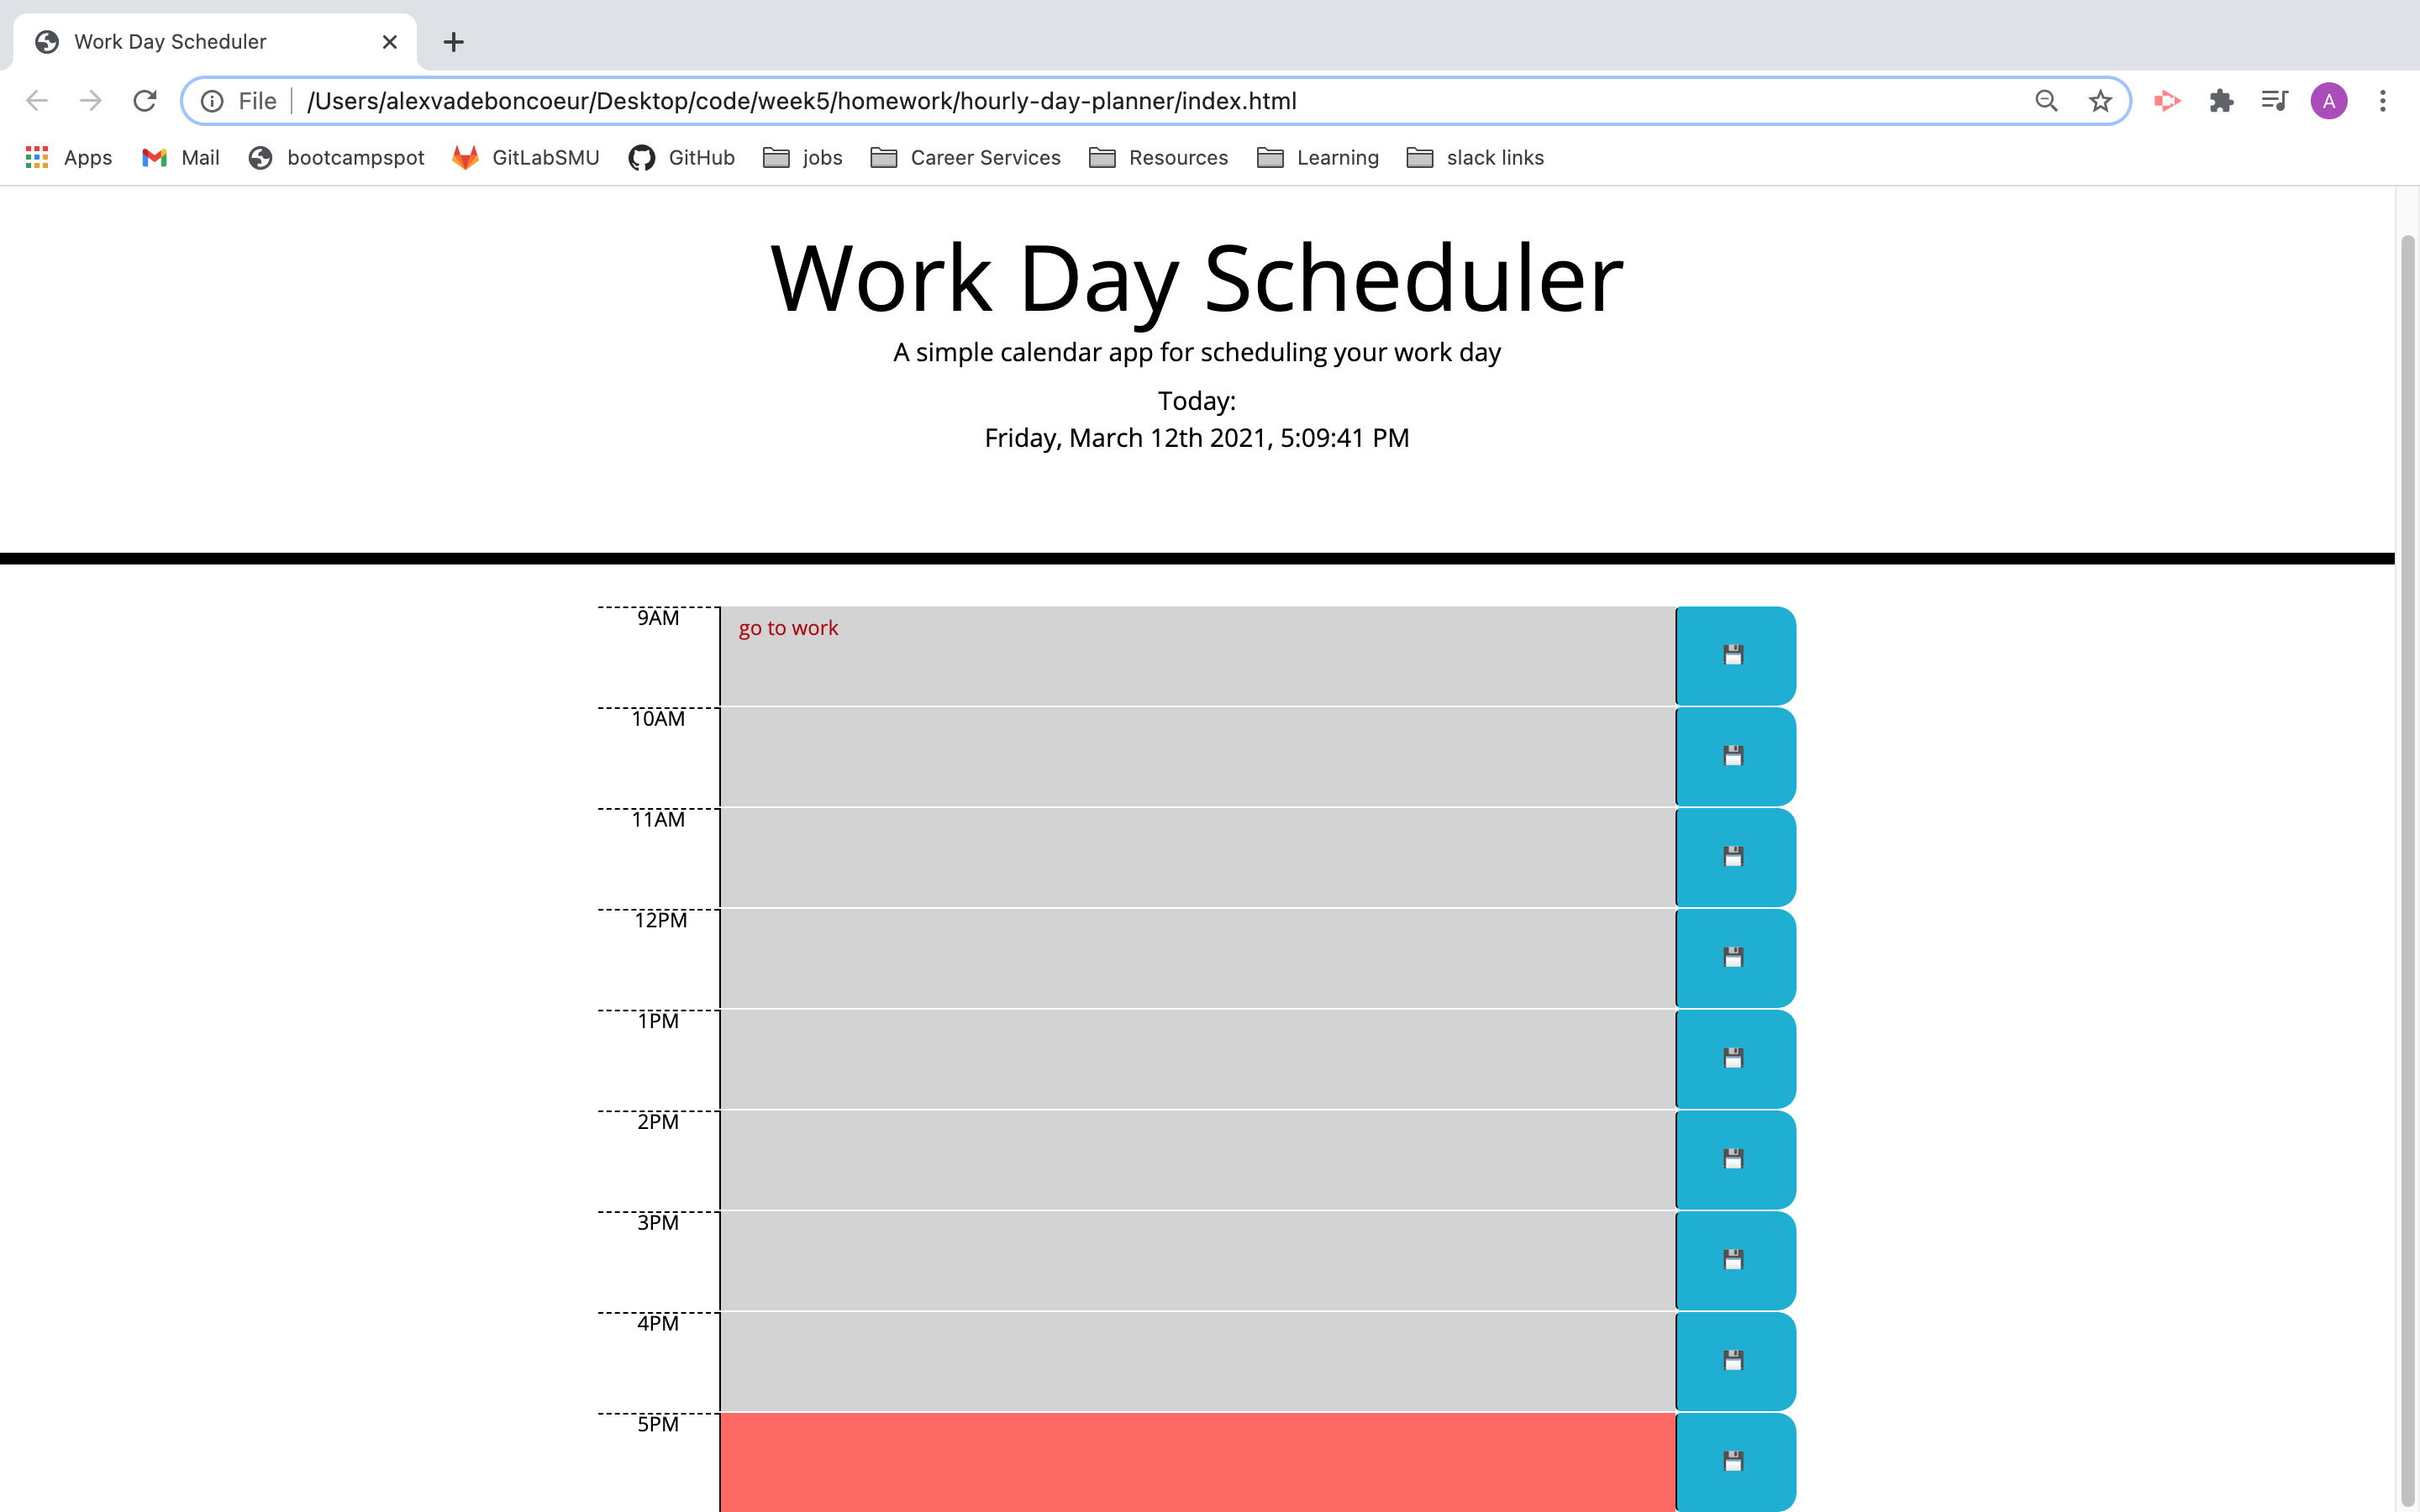 Work Day Scheduler
File /Users/alexvadeboncoeur/Desktop/code/week5/homework/hourly-day-planner/index.html
A
Apps Mail bootcampspot GitLabSMU GitHub jobs Career Services Resources Learning slack links
Work Day Scheduler
A simple calendar app for scheduling your work day
Today:
Friday, March 12th 2021, 5:09:41 PM
9AM go to work
10AM
11AM
12PM
1PM
2PM
3PM
4PM
5PM